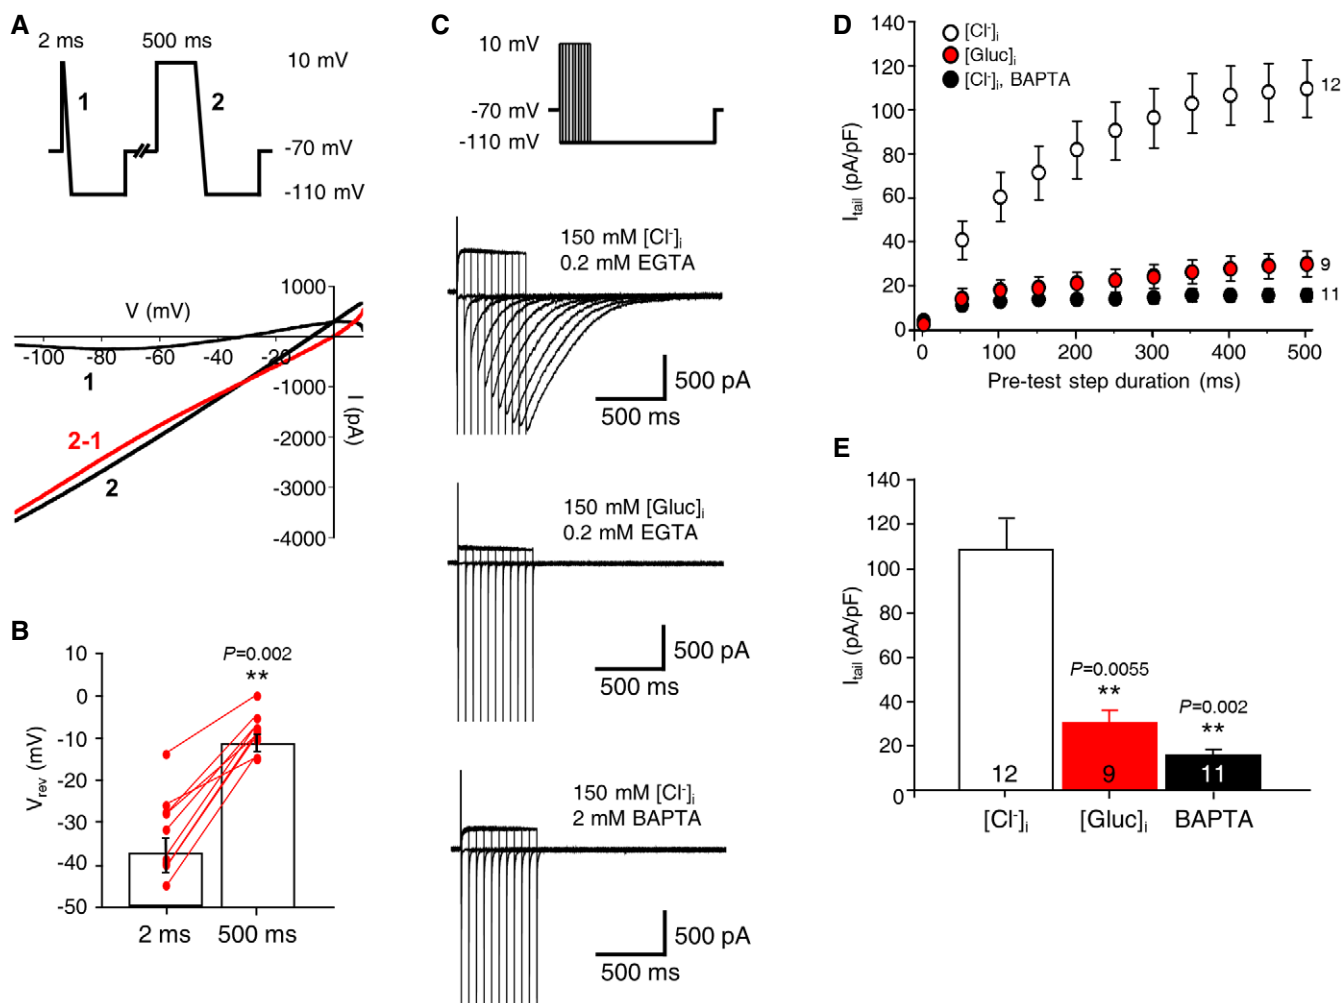 A
2 ms
500 ms
10 mV
1
2
-70 mV
-110 mV
1000
V (mV)
-100
-80
-60
-40
-20
0
1
-1000
I (pA)
2-1
-2000
2
-3000
-4000
B
10
P=0.002
**
0
-10
-20
-30
-40
-50
Vrev (mV)
2 ms
500 ms
C
10 mV
-70 mV
-110 mV
150 mM [Cl-]i
0.2 mM EGTA
500 pA
500 ms
150 mM [Gluc]i
0.2 mM EGTA
500 pA
500 ms
150 mM [Cl-]i
2 mM BAPTA
500 pA
500 ms
D
140
120
100
80
60
40
20
0
Itail (pA/pF)
[Cl-]i
[Gluc]i
[Cl-]i, BAPTA
12
9
11
0
100
200
300
400
500
Pre-test step duration (ms)
E
140
120
100
80
60
40
20
0
Itail (pA/pF)
P=0.0055
**
P=0.002
**
12
9
11
[Cl-]i
[Gluc]i
BAPTA